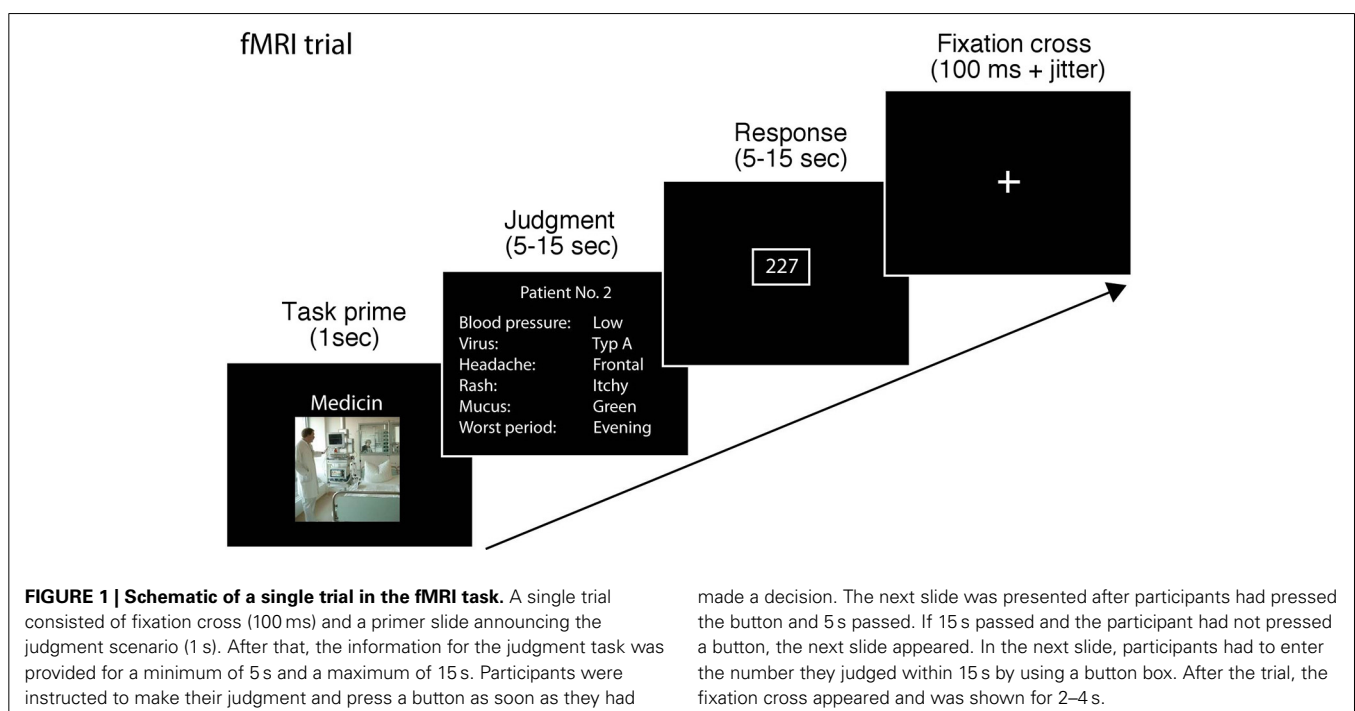 fMRI trial
Fixation cross
(100 ms + jitter)
+
Response
(5-15 sec)
227
Judgment
(5-15 sec)
Patient No. 2
Blood pressure: Low
Virus: Typ A
Headache: Frontal
Rash: Itchy
Mucus: Green
Worst period: Evening
Task prime
(1sec)
Medicin
FIGURE 1 | Schematic of a single trial in the fMRI task. A single trial
consisted of fixation cross (100 ms) and a primer slide announcing the
judgment scenario (1 s). After that, the information for the judgment task was
provided for a minimum of 5 s and a maximum of 15 s. Participants were
instructed to make their judgment and press a button as soon as they had
made a decision. The next slide was presented after participants had pressed
the button and 5 s passed. If 15 s passed and the participant had not pressed
a button, the next slide appeared. In the next slide, participants had to enter
the number they judged within 15 s by using a button box. After the trial, the
fixation cross appeared and was shown for 2–4 s.